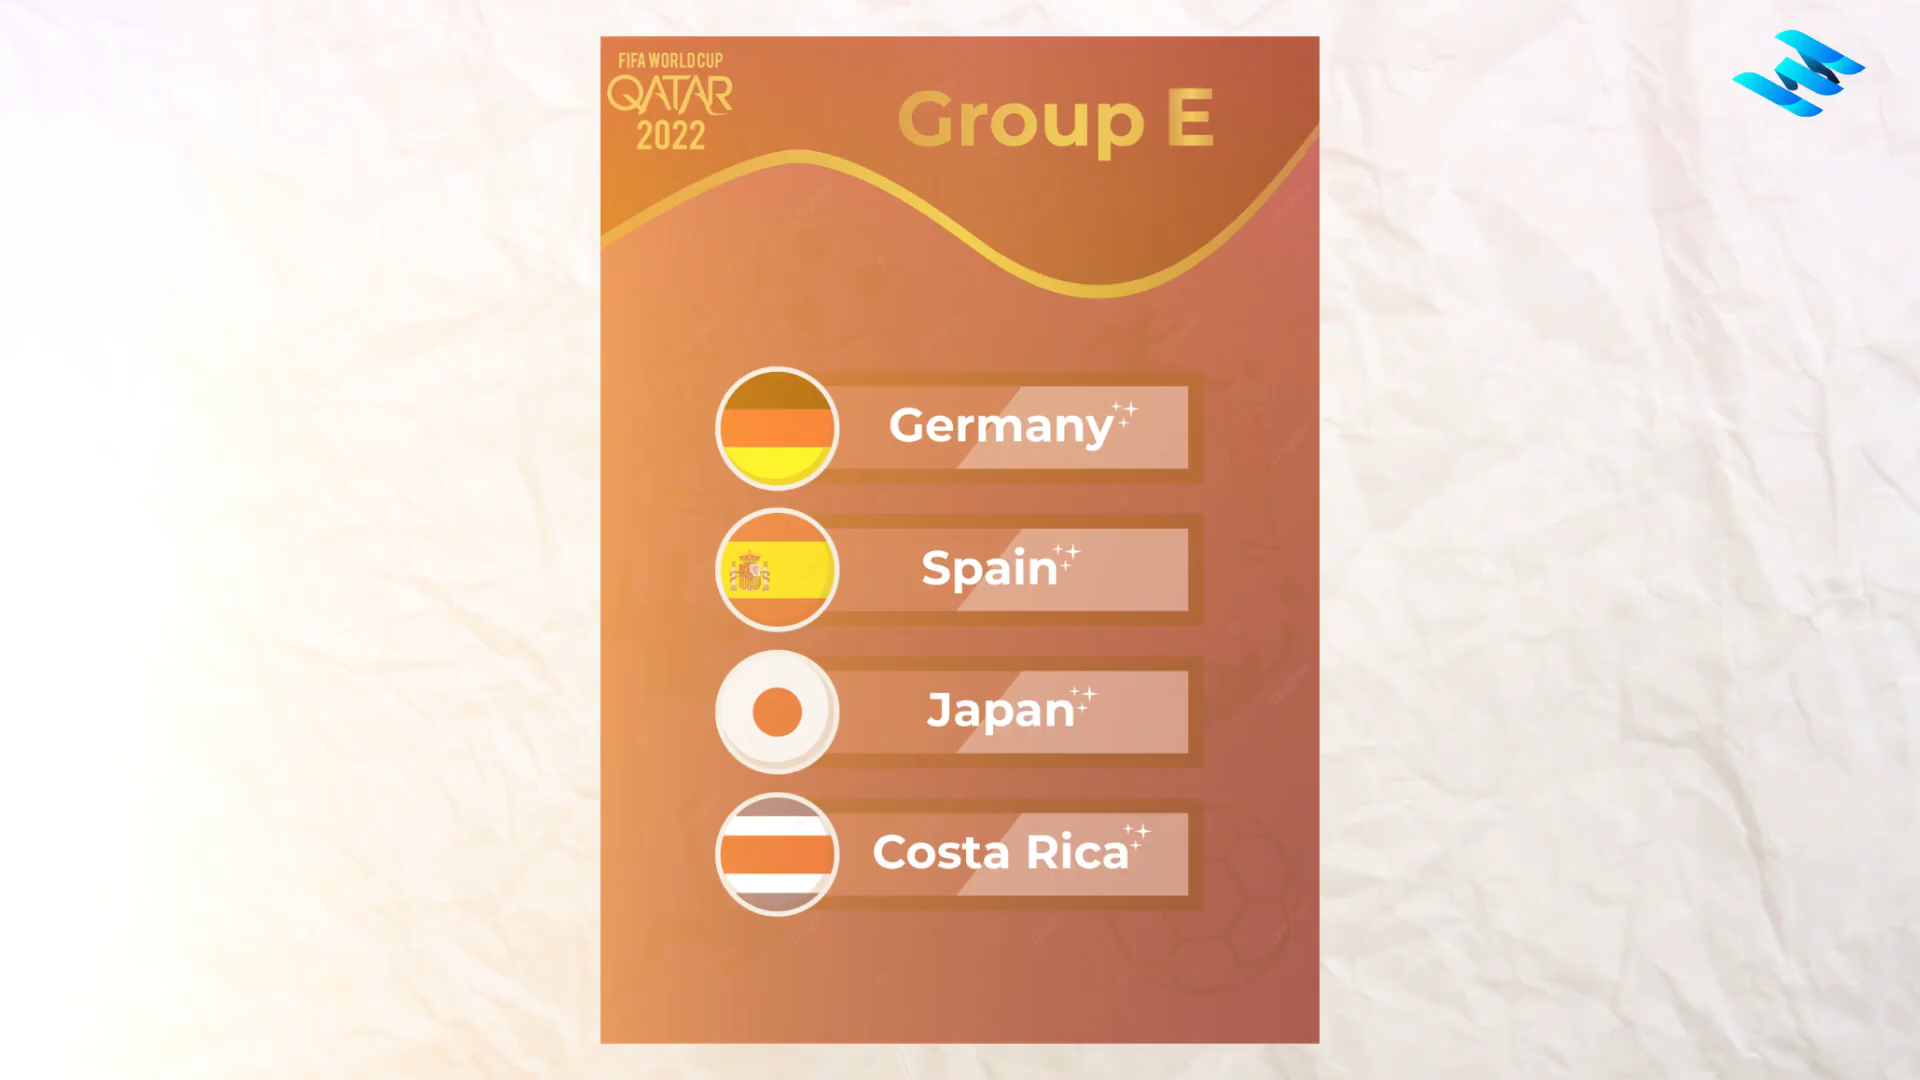 FIFA WORLD CUP
QATAR
2022
Group E
Germany
Spain
Japan
Costa Rica